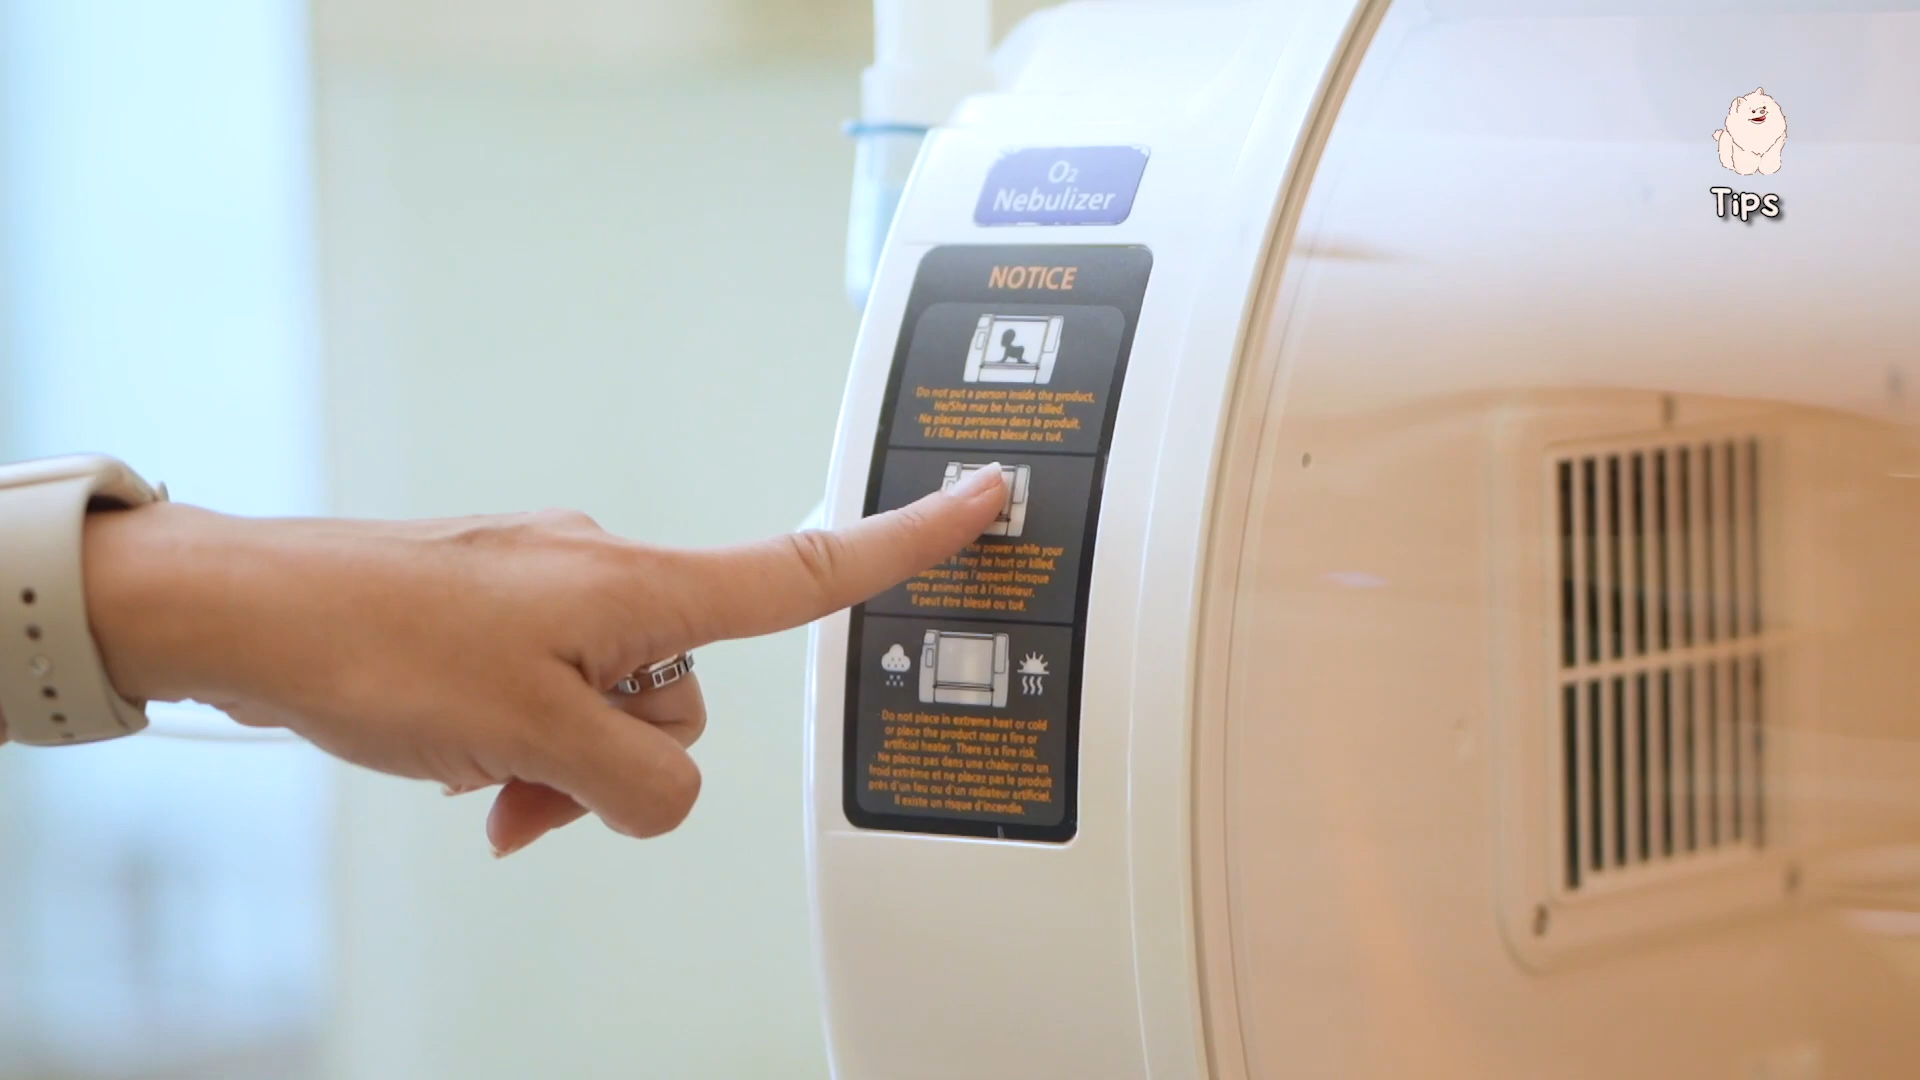 Tips
O₂
Nebulizer
NOTICE
· Do not put a person inside the product.
He/She may be hurt or killed.
· Ne placez personne dans le produit.
Il / Elle peut être blessé ou tué.
the power while your
It may be hurt or killed.
pas l'appareil lorsque
votre animal est à l'intérieur.
Il peut être blessé ou tué.
· Do not place in extreme heat or cold
or place the product near a fire or
artificial heater. There is a fire risk.
· Ne placez pas dans une chaleur ou un
froid extrême et ne placez pas le produit
près d'un feu ou d'un radiateur artificiel.
Il existe un risque d'incendie.